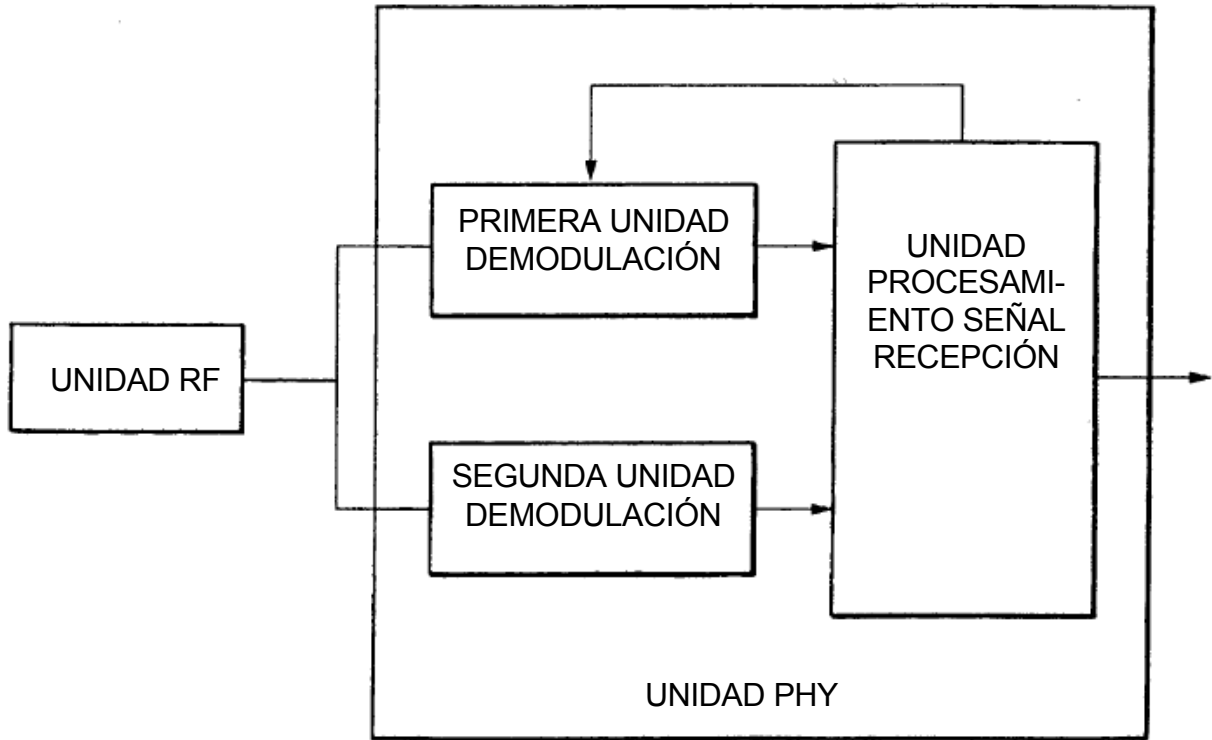 PRIMERA UNIDAD
DEMODULACIÓN
UNIDAD
PROCESAMI-
ENTO SEÑAL
RECEPCIÓN
UNIDAD RF
SEGUNDA UNIDAD
DEMODULACIÓN
UNIDAD PHY